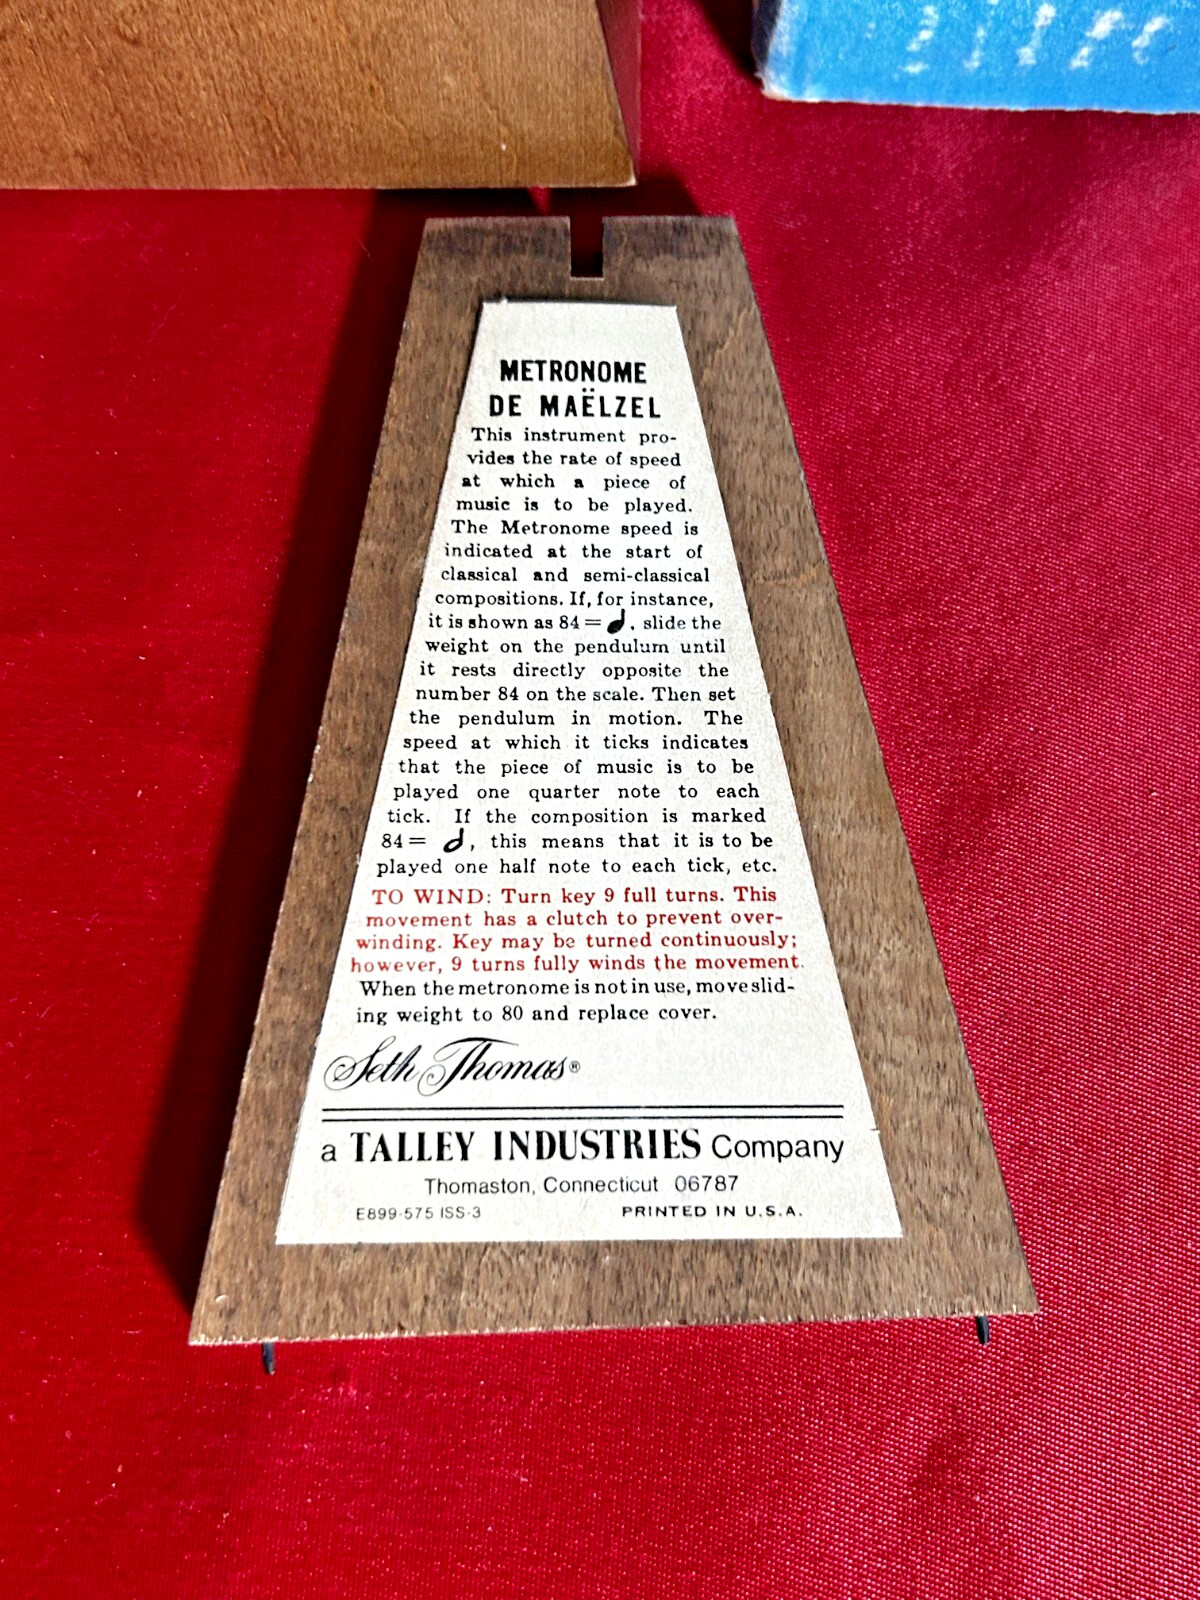 METRONOME
DE MAËLZEL
This instrument pro-
vides the rate of speed
at which a piece of
music is to be played.
The Metronome speed is
indicated at the start of
classical and semi-classical
compositions. If, for instance,
it is shown as 84 = 𝅘𝅥, slide the
weight on the pendulum until
it rests directly opposite the
number 84 on the scale. Then set
the pendulum in motion. The
speed at which it ticks indicates
that the piece of music is to be
played one quarter note to each
tick. If the composition is marked
84 = 𝅗𝅥, this means that it is to be
played one half note to each tick, etc.
TO WIND: Turn key 9 full turns. This
movement has a clutch to prevent over-
winding. Key may be turned continuously;
however, 9 turns fully winds the movement.
When the metronome is not in use, move slid-
ing weight to 80 and replace cover.
Seth Thomas®
a TALLEY INDUSTRIES Company
Thomaston, Connecticut 06787
E899-575 ISS-3 PRINTED IN U.S.A.